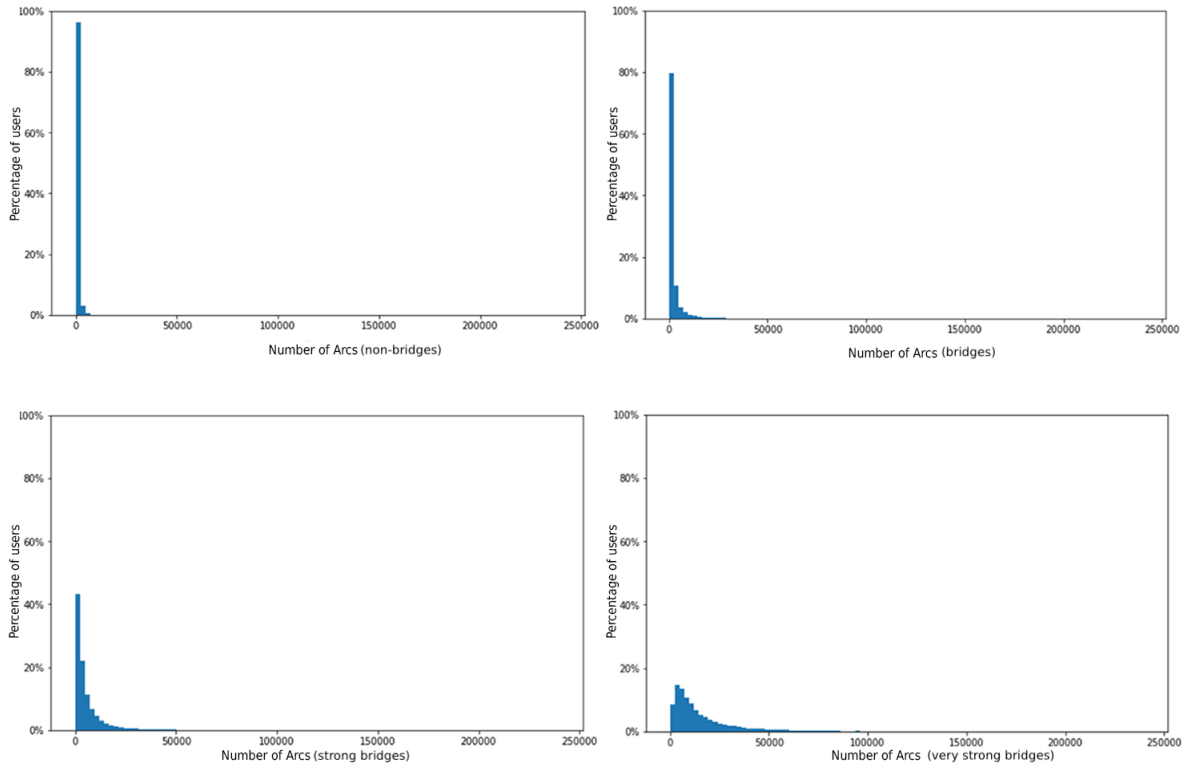 100%
80%
60%
40%
20%
0%
Percentage of users
0 50000 100000 150000 200000 250000
Number of Arcs (non-bridges)
100%
80%
60%
40%
20%
0%
Percentage of users
0 50000 100000 150000 200000 250000
Number of Arcs (bridges)
100%
80%
60%
40%
20%
0%
Percentage of users
0 50000 100000 150000 200000 250000
Number of Arcs (strong bridges)
100%
80%
60%
40%
20%
0%
Percentage of users
0 50000 100000 150000 200000 250000
Number of Arcs (very strong bridges)